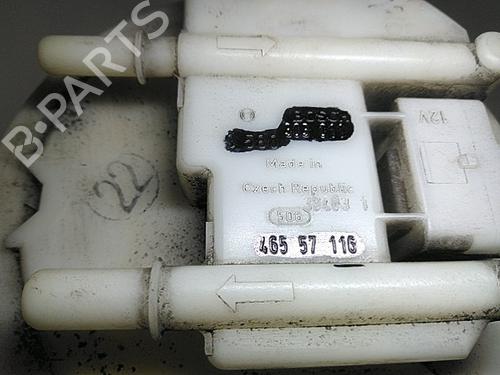 B-PARTS
BOSCH
12V
Made in
Czech Republic
22
506
465 57 116